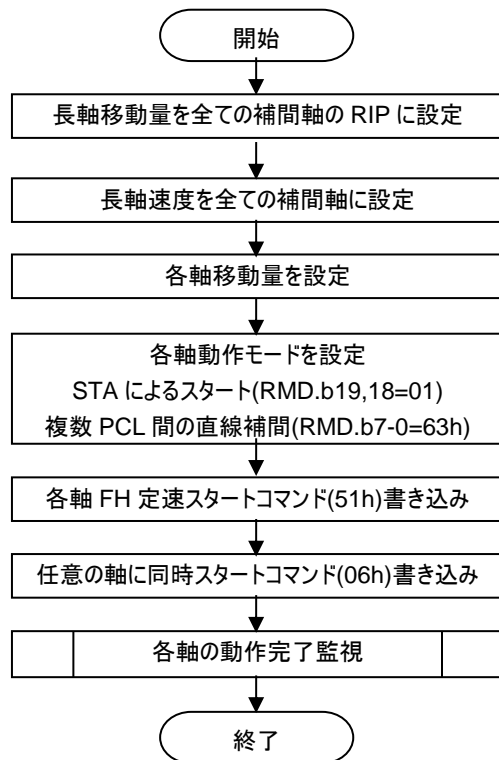 開始
長軸移動量を全ての補間軸の RIP に設定
長軸速度を全ての補間軸に設定
各軸移動量を設定
各軸動作モードを設定
STA によるスタート(RMD.b19,18=01)
複数 PCL 間の直線補間(RMD.b7-0=63h)
各軸 FH 定速スタートコマンド(51h)書き込み
任意の軸に同時スタートコマンド(06h)書き込み
各軸の動作完了監視
終了